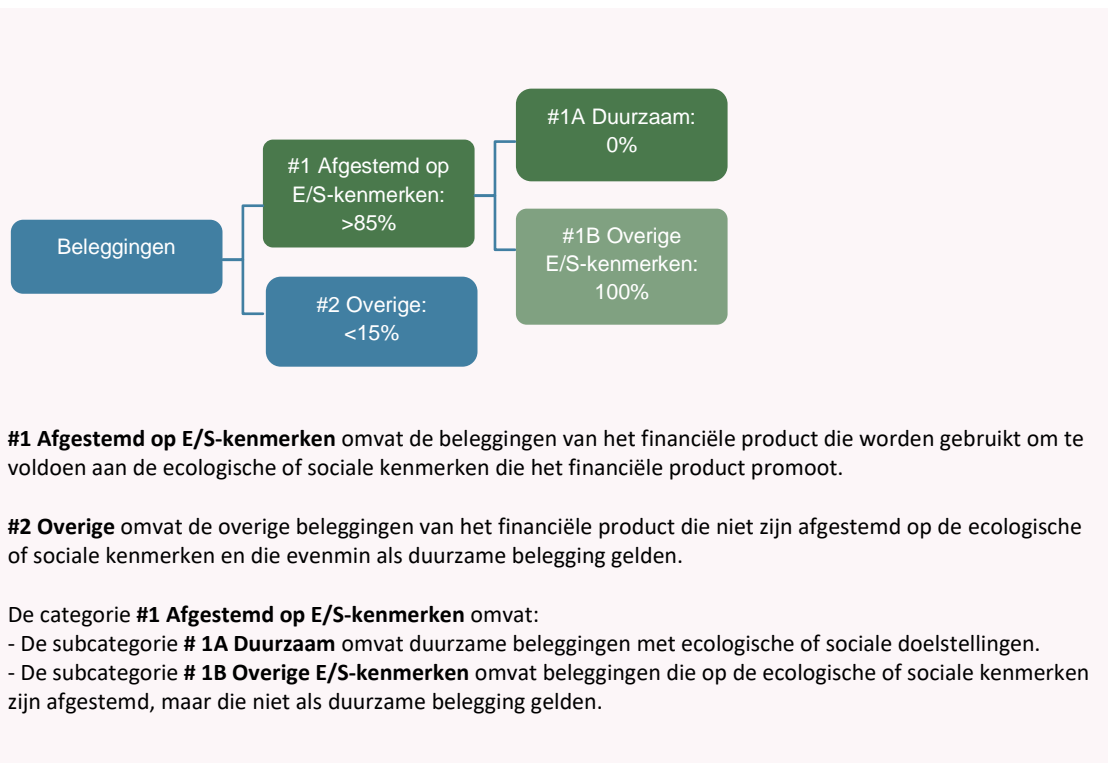 Beleggingen
#1 Afgestemd op
E/S-kenmerken:
>85%
#2 Overige:
<15%
#1A Duurzaam:
0%
#1B Overige
E/S-kenmerken:
100%
#1 Afgestemd op E/S-kenmerken omvat de beleggingen van het financiële product die worden gebruikt om te
voldoen aan de ecologische of sociale kenmerken die het financiële product promoot.
#2 Overige omvat de overige beleggingen van het financiële product die niet zijn afgestemd op de ecologische
of sociale kenmerken en die evenmin als duurzame belegging gelden.
De categorie #1 Afgestemd op E/S-kenmerken omvat:
- De subcategorie # 1A Duurzaam omvat duurzame beleggingen met ecologische of sociale doelstellingen.
- De subcategorie # 1B Overige E/S-kenmerken omvat beleggingen die op de ecologische of sociale kenmerken
zijn afgestemd, maar die niet als duurzame belegging gelden.